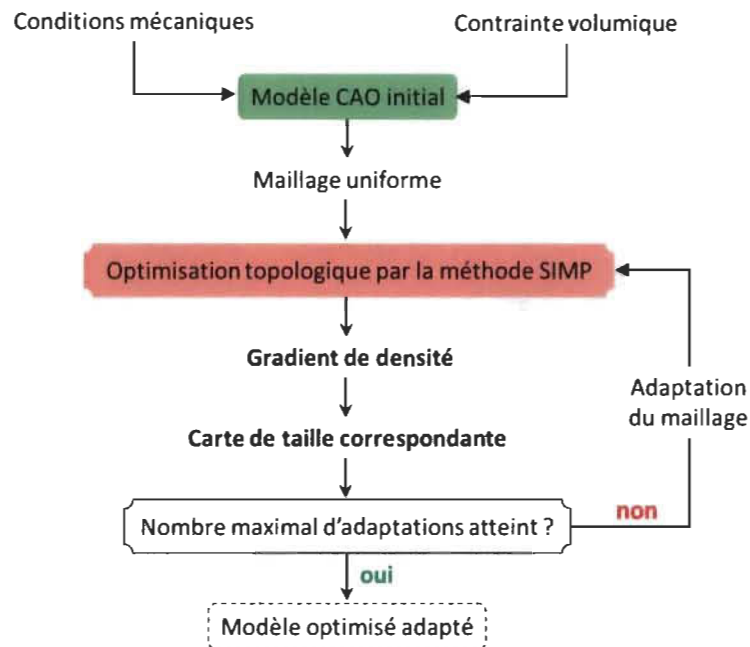 Conditions mécaniques
Contrainte volumique
Modèle CAO initial
Maillage uniforme
Optimisation topologique par la méthode SIMP
Gradient de densité
Adaptation
du maillage
Carte de taille correspondante
Nombre maximal d'adaptations atteint ?
non
oui
Modèle optimisé adapté